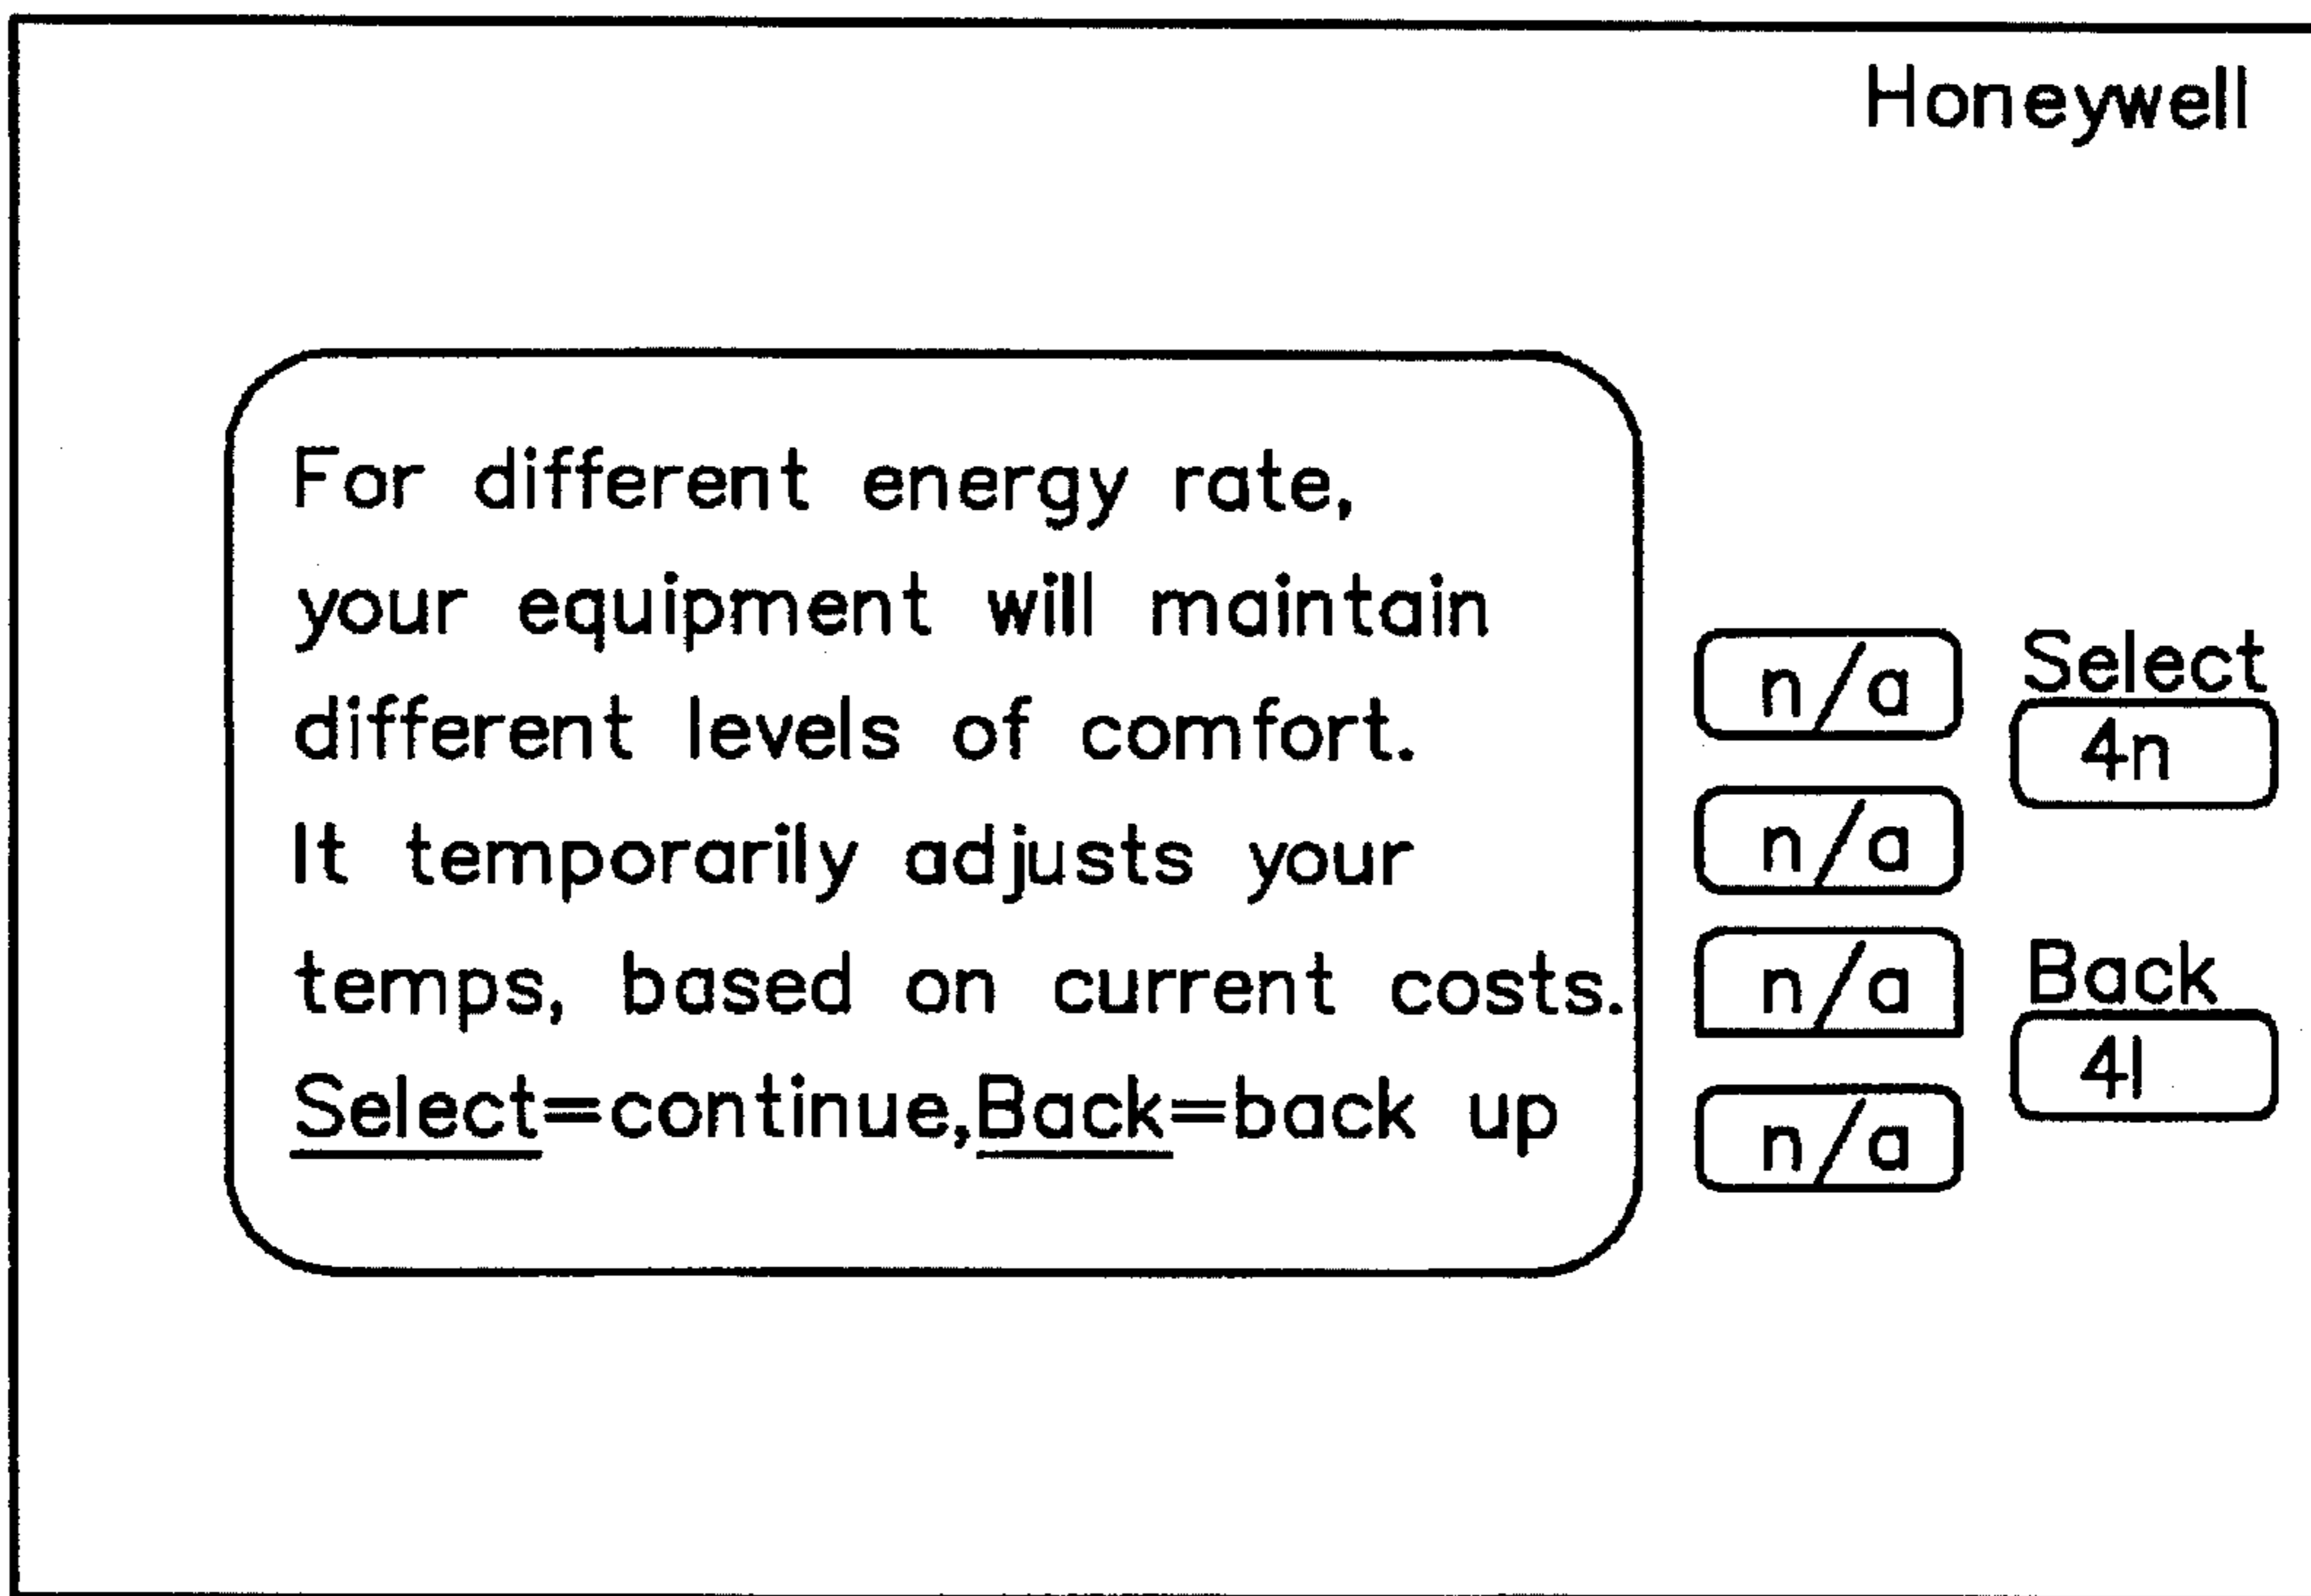 Honeywell
For different energy rate,
your equipment will maintain
different levels of comfort.
It temporarily adjusts your
temps, based on current costs.
Select=continue,Back=back up
n/a
n/a
n/a
n/a
Select
4n
Back
4l